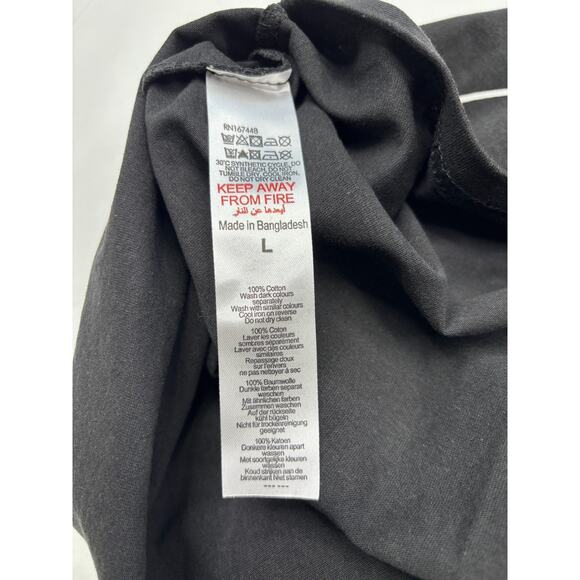 RN167448
30°C SYNTHETIC CYCLE, DO
NOT BLEACH, DO NOT
TUMBLE DRY, COOL IRON,
DO NOT DRY CLEAN
KEEP AWAY
FROM FIRE
أبعدها عن النار
Made in Bangladesh
L
100% Cotton
Wash dark colours
separately
Wash with similar colours
Cool iron on reverse
Do not dry clean
100% Coton
Laver les couleurs
sombres séparément
Laver avec des couleurs
similaires
Repassage doux
sur l'envers
ne pas nettoyer à sec
100% Baumwolle
Dunkle farben separat
waschen
Mit ähnlichen farben
Zusammen waschen
Auf der rückseite
kühl bügeln
Nicht für trockenreinigung
geeignet
100% Katoen
Donkere kleuren apart
wassen
Met soortgelijke kleuren
wassen
Koud strijken aan de
binnenkant Niet stomen